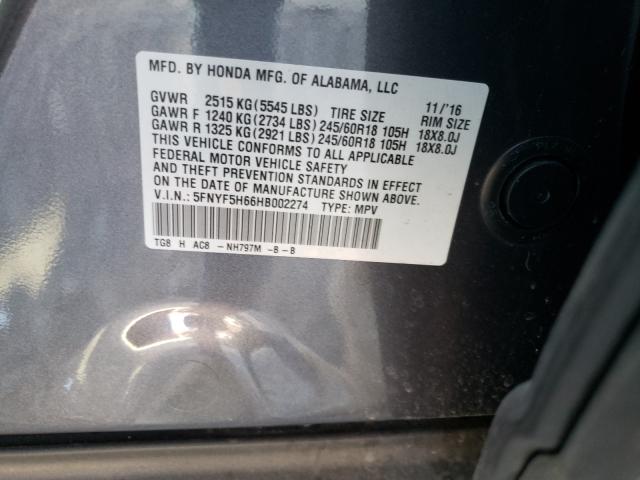 MFD. BY HONDA MFG. OF ALABAMA, LLC
11/'16
GVWR 2515 KG (5545 LBS) TIRE SIZE RIM SIZE
GAWR F 1240 KG (2734 LBS) 245/60R18 105H 18X8.0J
GAWR R 1325 KG (2921 LBS) 245/60R18 105H 18X8.0J
THIS VEHICLE CONFORMS TO ALL APPLICABLE
FEDERAL MOTOR VEHICLE SAFETY
AND THEFT PREVENTION STANDARDS IN EFFECT
ON THE DATE OF MANUFACTURE SHOWN ABOVE.
V.I.N.: 5FNYF5H66HB002274 TYPE: MPV
TG8 H AC8 - NH797M -B - B